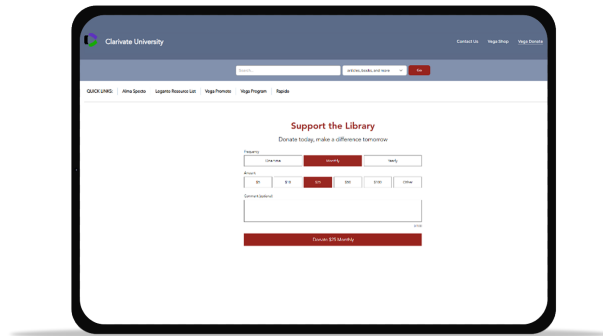 Clarivate University
Contact Us Vega Shop Vega Donate
Search...
articles, books, and more
QUICK LINKS: Alma Specto Leganto Resource List Vega Promote Vega Program Rapido
Support the Library
Donate today, make a difference tomorrow
Frequency
One-time Monthly Yearly
Amount
$5 $10 $25 $50 $100 Other
Comment (optional)
Donate $25 Monthly